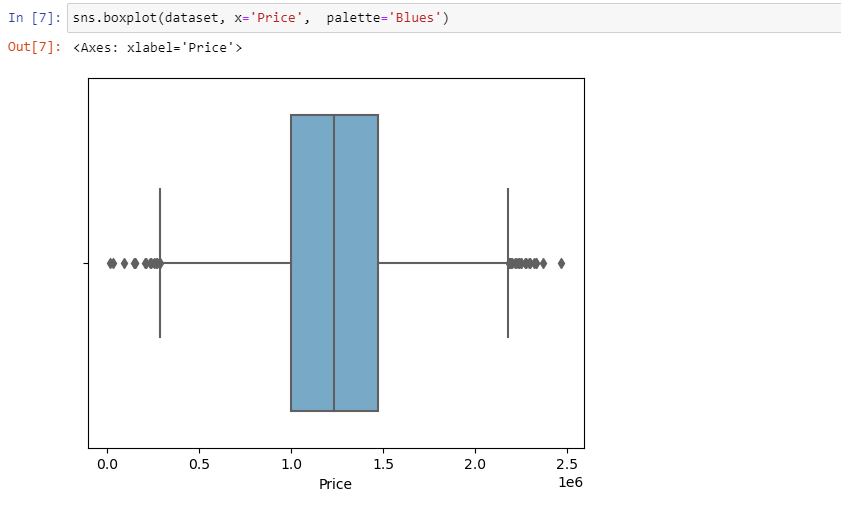 In [7]: sns.boxplot(dataset, x='Price',  palette='Blues')
Out[7]: <Axes: xlabel='Price'>
0.0 0.5 1.0 1.5 2.0 2.5
1e6
Price